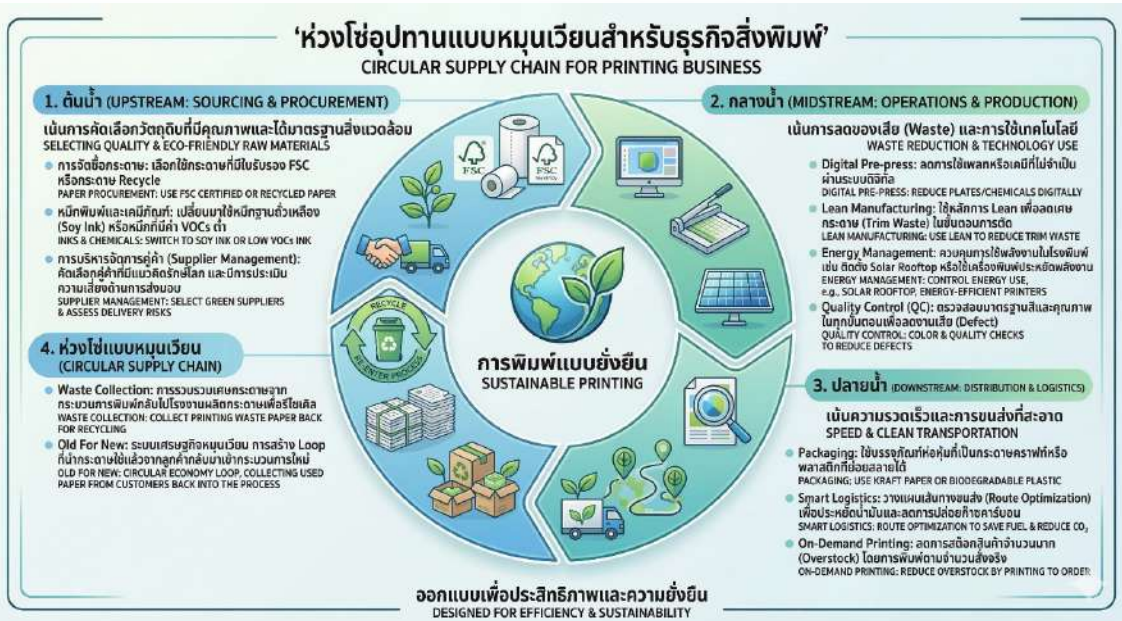 'ห่วงโซ่อุปทานแบบหมุนเวียนสำหรับธุรกิจสิ่งพิมพ์'
CIRCULAR SUPPLY CHAIN FOR PRINTING BUSINESS
1. ต้นน้ำ (UPSTREAM: SOURCING & PROCUREMENT)
เน้นการคัดเลือกวัตถุดิบที่มีคุณภาพและได้มาตรฐานสิ่งแวดล้อม
SELECTING QUALITY & ECO-FRIENDLY RAW MATERIALS
การจัดซื้อกระดาษ: เลือกใช้กระดาษที่มีใบรับรอง FSC
หรือกระดาษ Recycle
PAPER PROCUREMENT: USE FSC CERTIFIED OR RECYCLED PAPER
หมึกพิมพ์และเคมีภัณฑ์: เปลี่ยนมาใช้หมึกฐานถั่วเหลือง
(Soy Ink) หรือหมึกที่มีค่า VOCs ต่ำ
INKS & CHEMICALS: SWITCH TO SOY INK OR LOW VOCs INK
การบริหารจัดการคู่ค้า (Supplier Management):
คัดเลือกคู่ค้าที่มีแนวคิดรักษ์โลก และมีการประเมิน
ความเสี่ยงด้านการส่งมอบ
SUPPLIER MANAGEMENT: SELECT GREEN SUPPLIERS
& ASSESS DELIVERY RISKS
2. กลางน้ำ (MIDSTREAM: OPERATIONS & PRODUCTION)
เน้นการลดของเสีย (Waste) และการใช้เทคโนโลยี
WASTE REDUCTION & TECHNOLOGY USE
Digital Pre-press: ลดการใช้เพลทหรือเคมีที่ไม่จำเป็น
ผ่านระบบดิจิทัล
DIGITAL PRE-PRESS: REDUCE PLATES/CHEMICALS DIGITALLY
Lean Manufacturing: ใช้หลักการ Lean เพื่อลดเศษ
กระดาษ (Trim Waste) ในขั้นตอนการตัด
LEAN MANUFACTURING: USE LEAN TO REDUCE TRIM WASTE
Energy Management: ควบคุมการใช้พลังงานในโรงพิมพ์
เช่น ติดตั้ง Solar Rooftop หรือใช้เครื่องพิมพ์ประหยัดพลังงาน
ENERGY MANAGEMENT: CONTROL ENERGY USE,
e.g., SOLAR ROOFTOP, ENERGY-EFFICIENT PRINTERS
Quality Control (QC): ตรวจสอบมาตรฐานสีและคุณภาพ
ในทุกขั้นตอนเพื่อลดงานเสีย (Defect)
QUALITY CONTROL: COLOR & QUALITY CHECKS
TO REDUCE DEFECTS
3. ปลายน้ำ (DOWNSTREAM: DISTRIBUTION & LOGISTICS)
เน้นความรวดเร็วและการขนส่งที่สะอาด
SPEED & CLEAN TRANSPORTATION
Packaging: ใช้บรรจุภัณฑ์ห่อหุ้มที่เป็นกระดาษคราฟท์หรือ
พลาสติกที่ย่อยสลายได้
PACKAGING: USE KRAFT PAPER OR BIODEGRADABLE PLASTIC
Smart Logistics: วางแผนเส้นทางขนส่ง (Route Optimization)
เพื่อประหยัดน้ำมันและลดการปล่อยก๊าซคาร์บอน
SMART LOGISTICS: ROUTE OPTIMIZATION TO SAVE FUEL & REDUCE CO₂
On-Demand Printing: ลดการสต็อกสินค้าจำนวนมาก
(Overstock) โดยการพิมพ์ตามจำนวนสั่งจริง
ON-DEMAND PRINTING: REDUCE OVERSTOCK BY PRINTING TO ORDER
4. ห่วงโซ่แบบหมุนเวียน
(CIRCULAR SUPPLY CHAIN)
Waste Collection: การรวบรวมเศษกระดาษจาก
กระบวนการพิมพ์กลับไปโรงงานผลิตกระดาษเพื่อรีไซเคิล
WASTE COLLECTION: COLLECT PRINTING WASTE PAPER BACK
FOR RECYCLING
Old For New: ระบบเศรษฐกิจหมุนเวียน การสร้าง Loop
ที่นำกระดาษใช้แล้วจากลูกค้ากลับมาเข้ากระบวนการใหม่
OLD FOR NEW: CIRCULAR ECONOMY LOOP, COLLECTING USED
PAPER FROM CUSTOMERS BACK INTO THE PROCESS
FSC
FSC
RECYCLE
RE-ENTER PROCESS
การพิมพ์แบบยั่งยืน
SUSTAINABLE PRINTING
ออกแบบเพื่อประสิทธิภาพและความยั่งยืน
DESIGNED FOR EFFICIENCY & SUSTAINABILITY